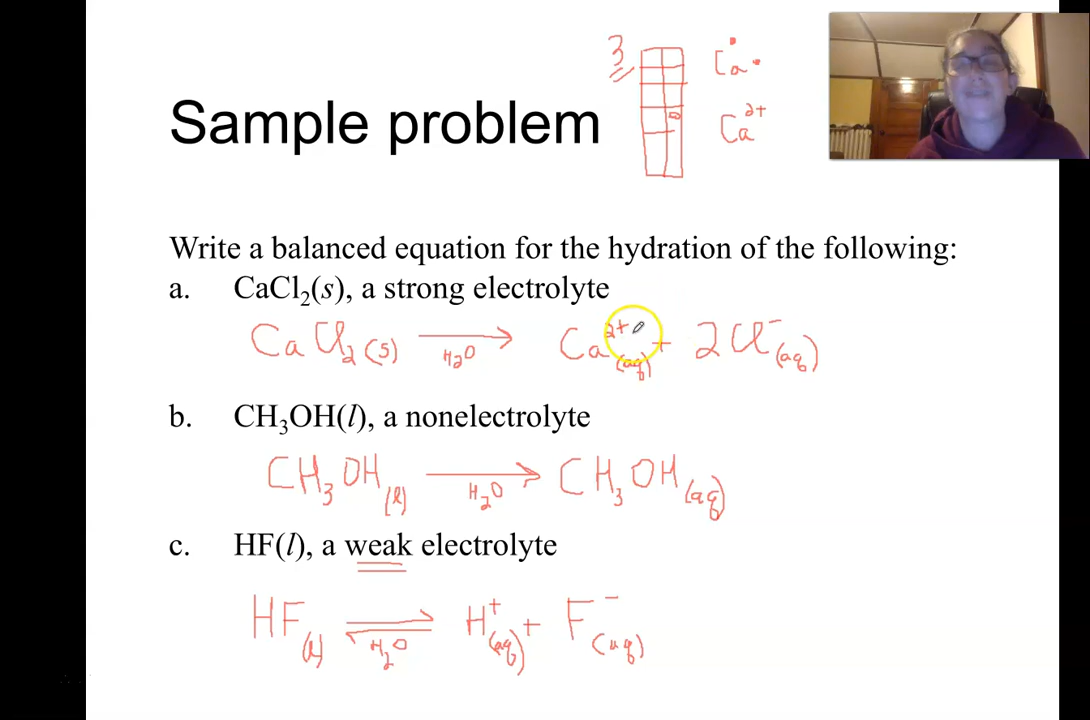 3 Ca
Sample problem
Ca²⁺
Write a balanced equation for the hydration of the following:
a. CaCl₂(s), a strong electrolyte
CaCl₂(s) → H₂O Ca²⁺(aq) + 2Cl⁻(aq)
b. CH₃OH(l), a nonelectrolyte
CH₃OH(l) → H₂O CH₃OH(aq)
c. HF(l), a weak electrolyte
HF(l) ⇌ H₂O H⁺(aq) + F⁻(aq)